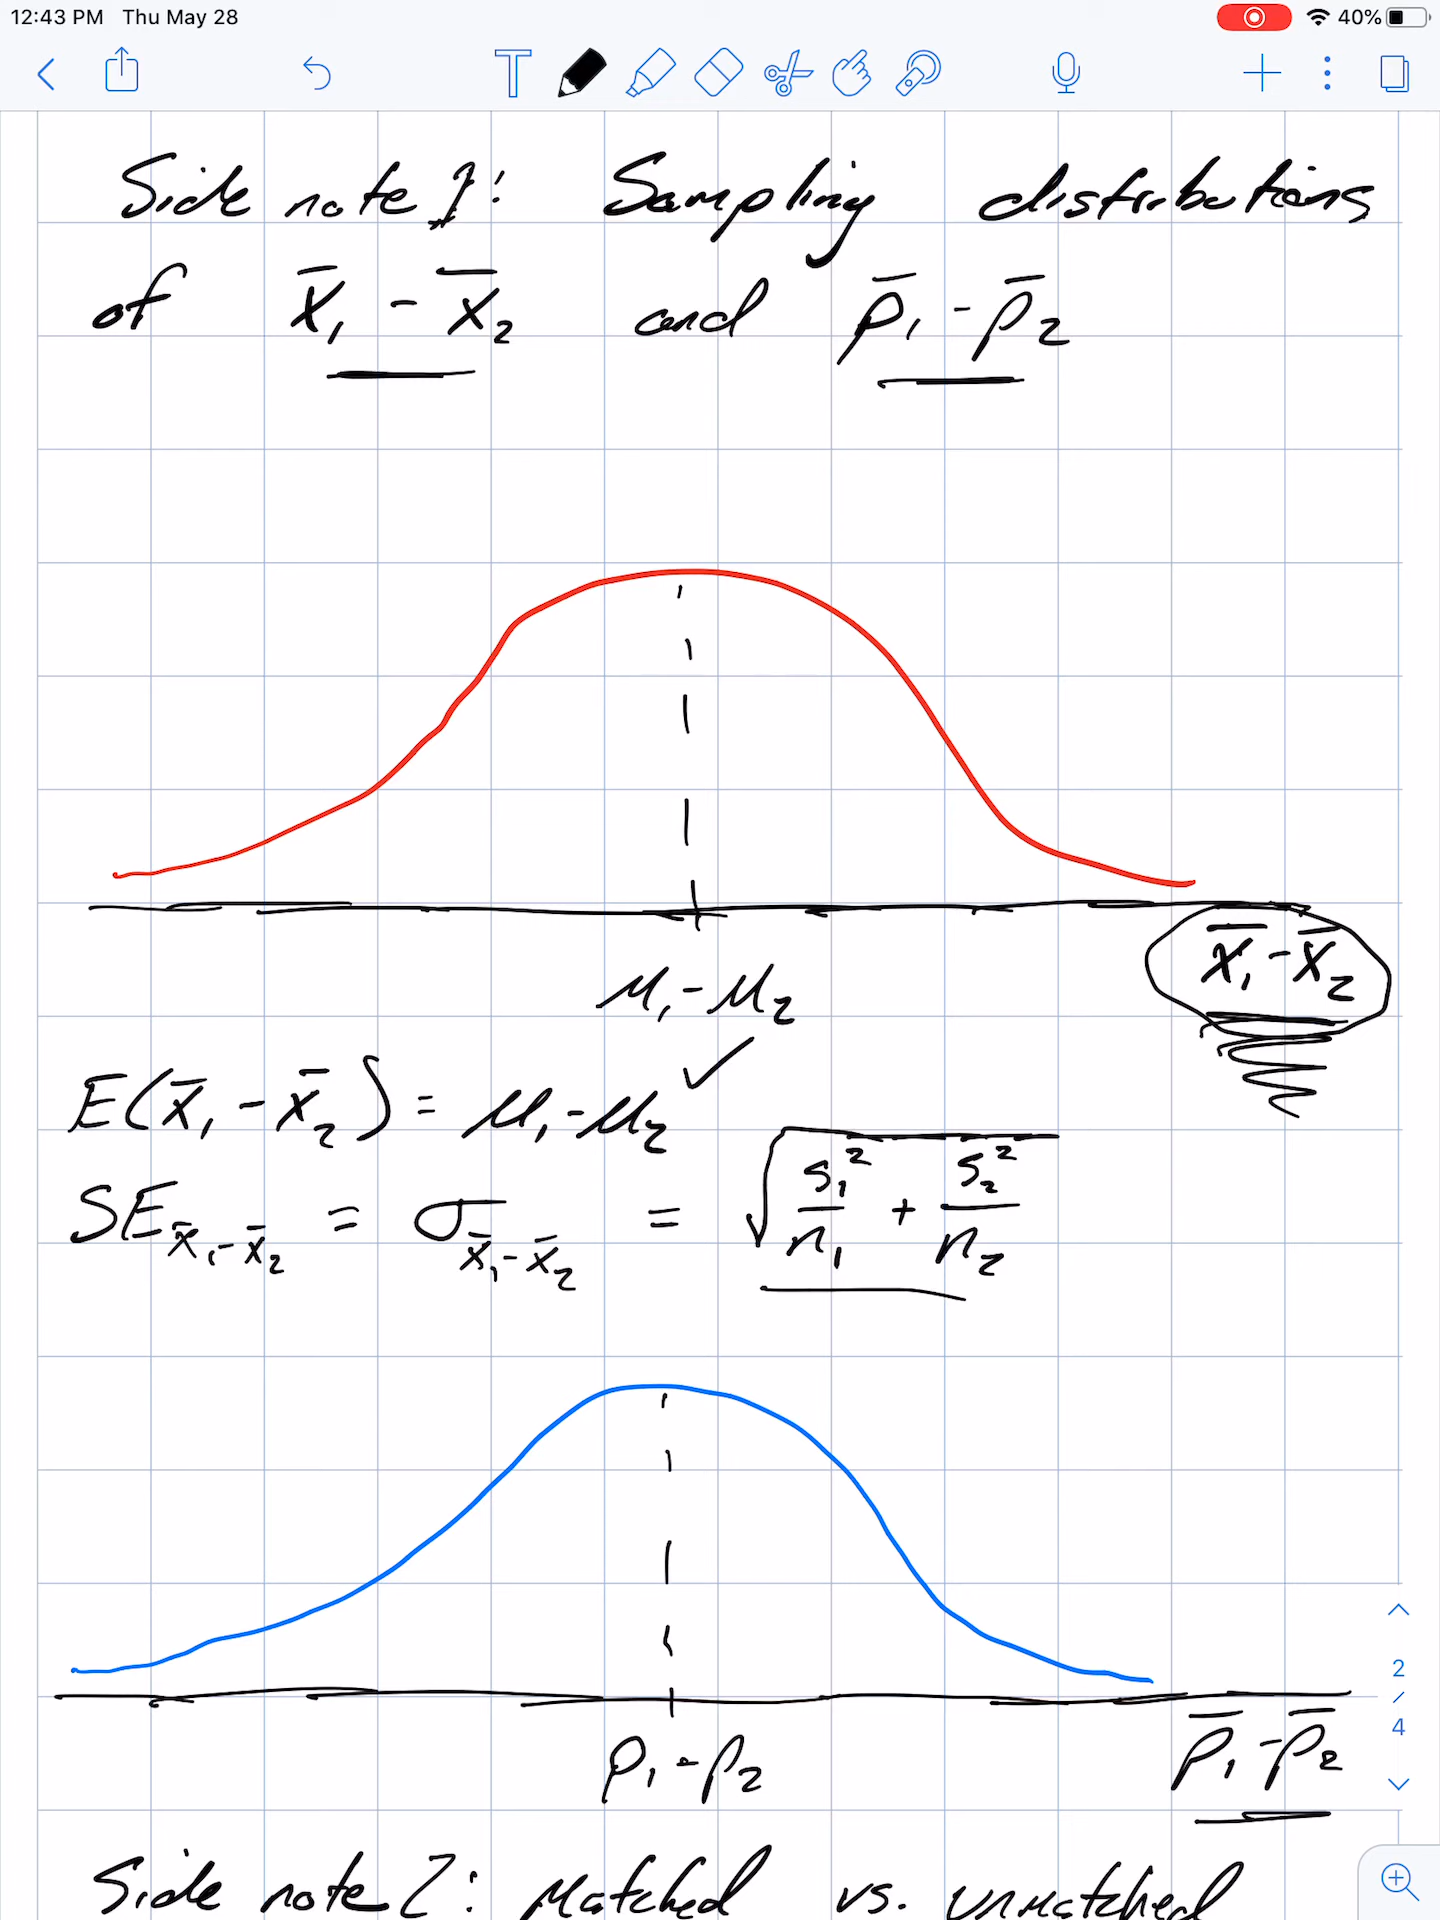 12:43 PM Thu May 28 40%
T
Side note 1: Sampling distributions
of x̄₁ - x̄₂ and p̄₁ - p̄₂
x̄₁ - x̄₂
μ₁ - μ₂
E(x̄₁ - x̄₂) = μ₁ - μ₂ ✓
SE_{x̄₁ - x̄₂} = σ_{x̄₁ - x̄₂} = √(s₁²/n₁ + s₂²/n₂)
2 / 4
p₁ - p₂ p̄₁ - p̄₂
Side note 2: Matched vs. unmatched